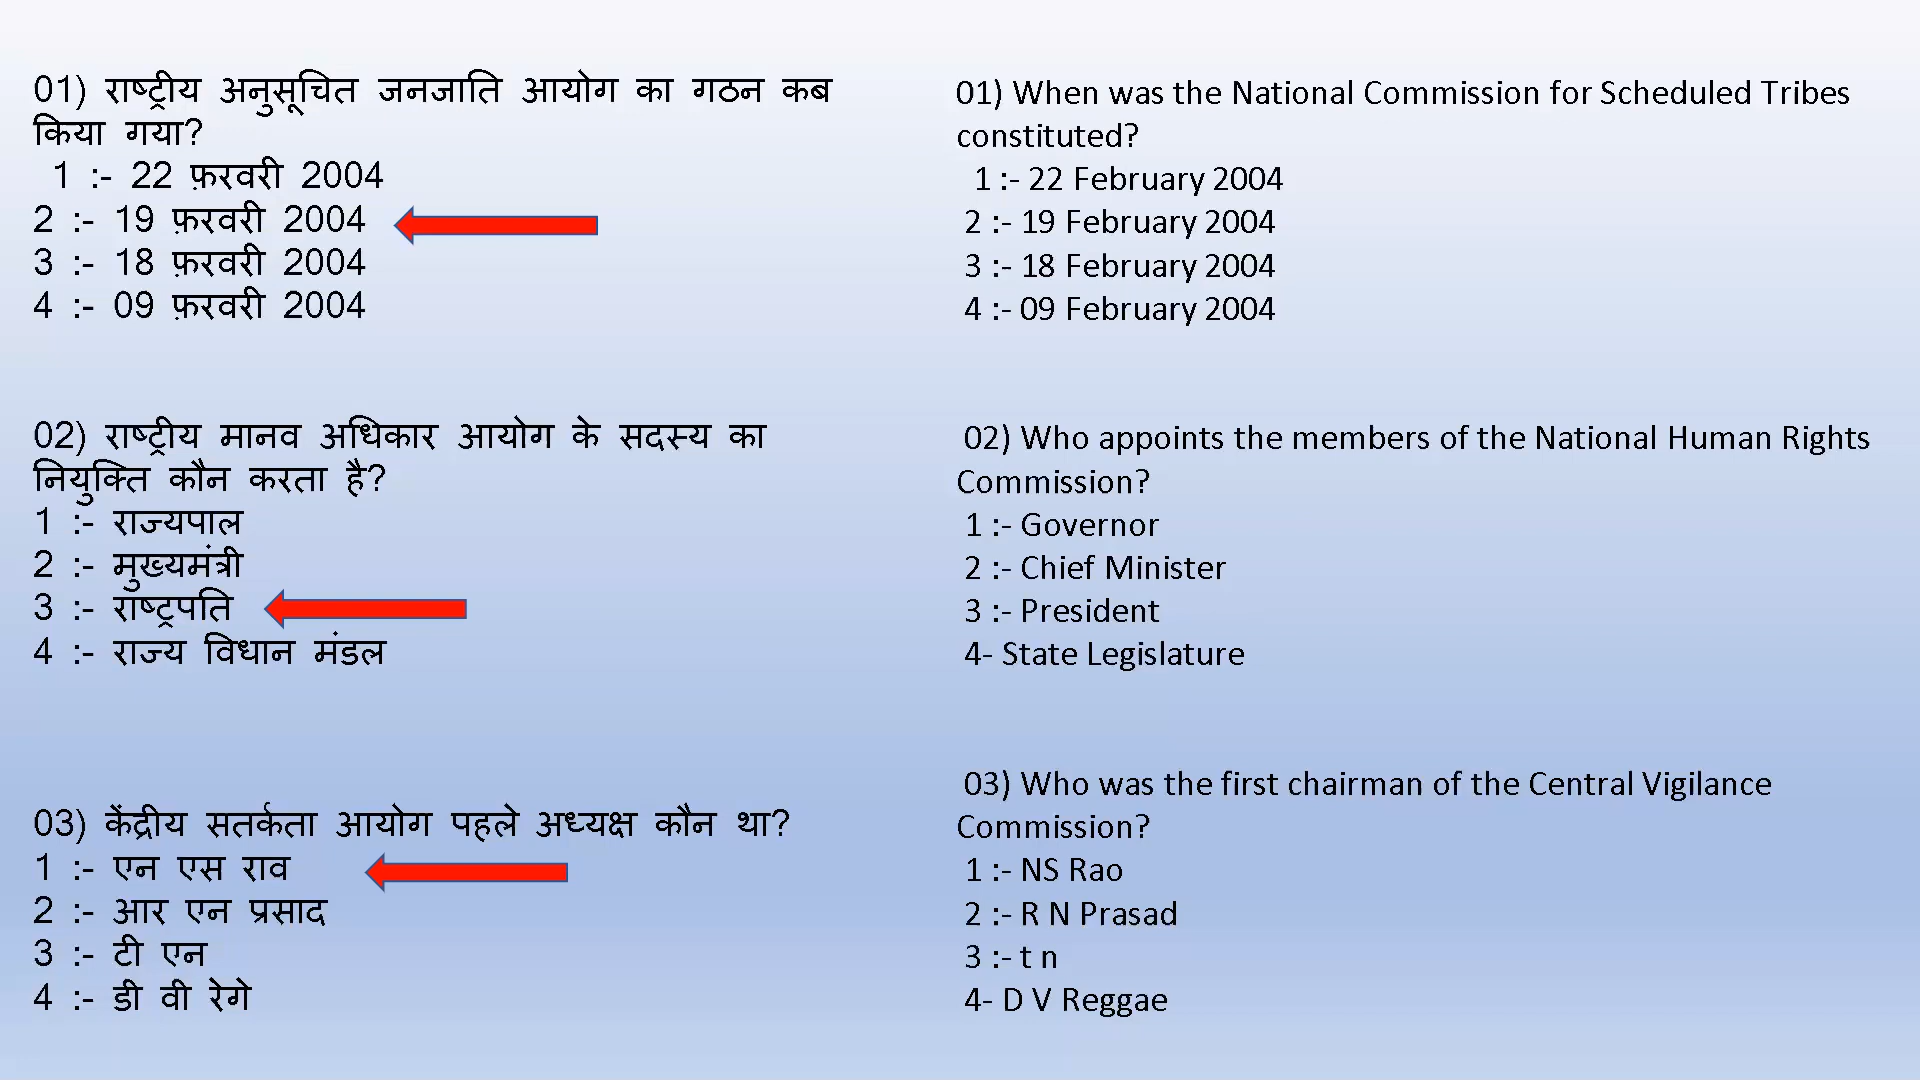 01) राष्ट्रीय अनुसूचित जनजाति आयोग का गठन कब
किया गया?
1 :- 22 फ़रवरी 2004
2 :- 19 फ़रवरी 2004
3 :- 18 फ़रवरी 2004
4 :- 09 फ़रवरी 2004
02) राष्ट्रीय मानव अधिकार आयोग के सदस्य का
नियुक्ति कौन करता है?
1 :- राज्यपाल
2 :- मुख्यमंत्री
3 :- राष्ट्रपति
4 :- राज्य विधान मंडल
03) केंद्रीय सतर्कता आयोग पहले अध्यक्ष कौन था?
1 :- एन एस राव
2 :- आर एन प्रसाद
3 :- टी एन
4 :- डी वी रेगे
01) When was the National Commission for Scheduled Tribes
constituted?
1 :- 22 February 2004
2 :- 19 February 2004
3 :- 18 February 2004
4 :- 09 February 2004
02) Who appoints the members of the National Human Rights
Commission?
1 :- Governor
2 :- Chief Minister
3 :- President
4- State Legislature
03) Who was the first chairman of the Central Vigilance
Commission?
1 :- NS Rao
2 :- R N Prasad
3 :- t n
4- D V Reggae